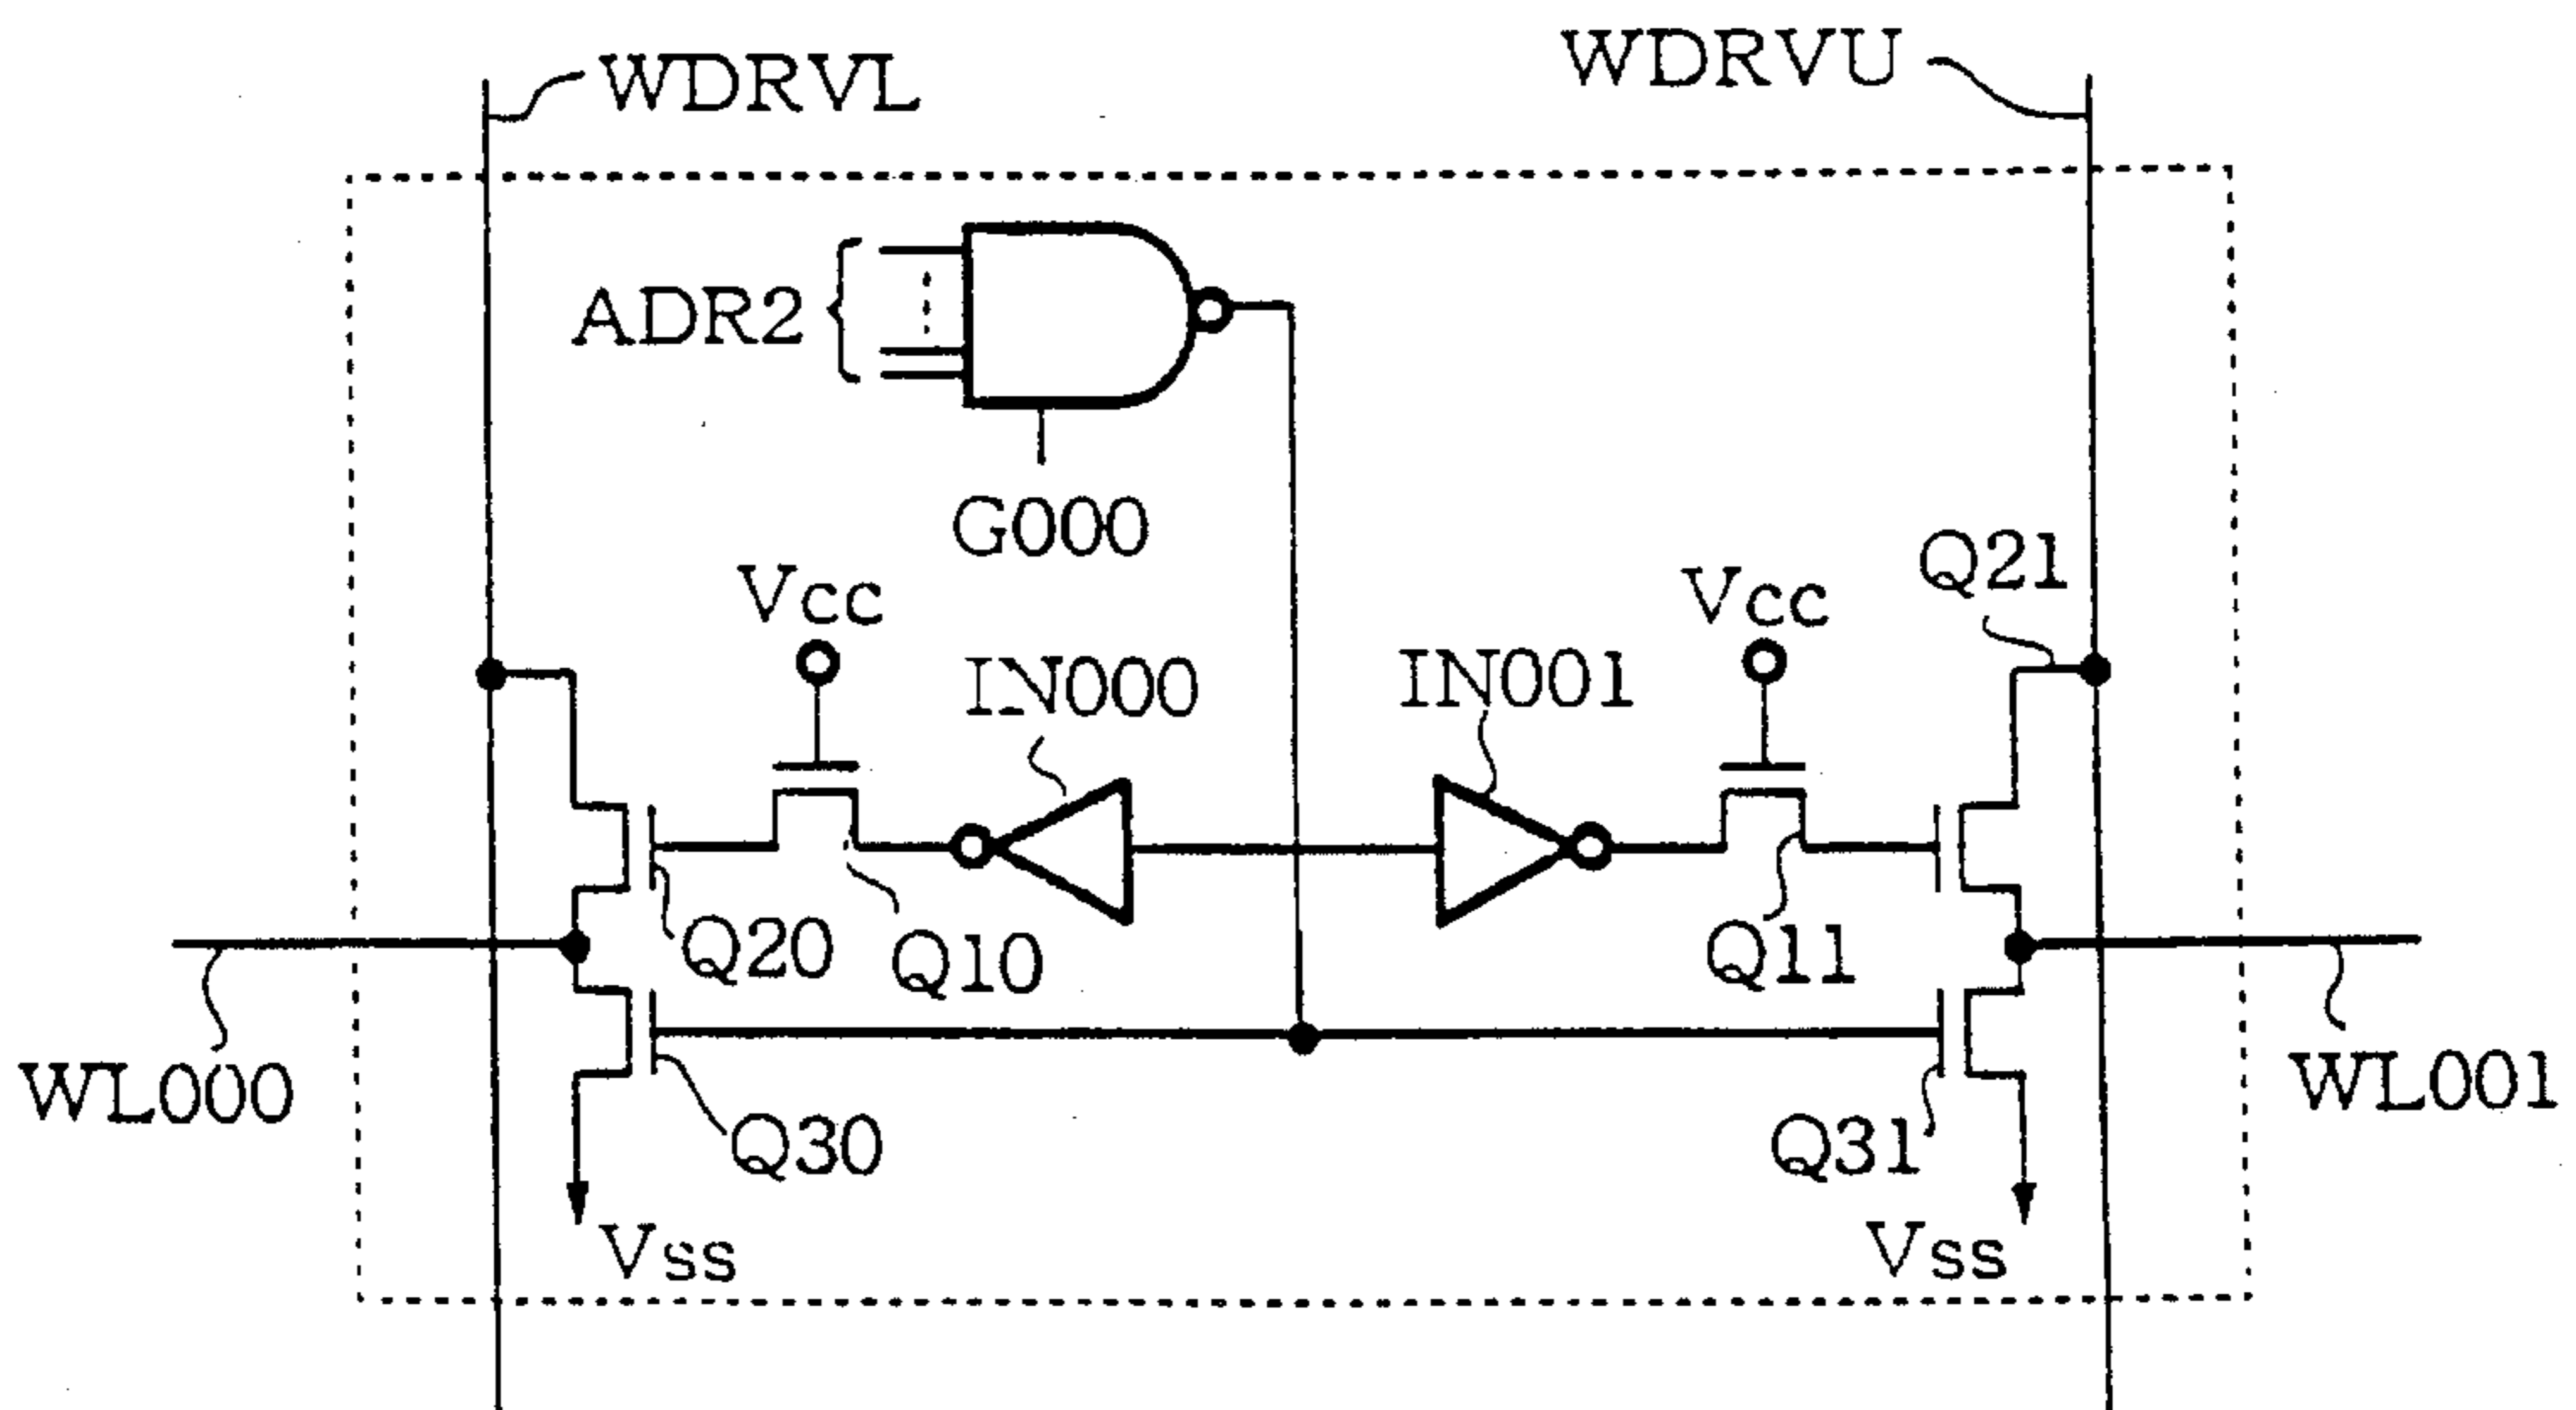 WDRVL
WDRVU
ADR2
G000
Q21
Vcc
Vcc
IN000
IN001
Q20
Q10
Q11
WL000
WL001
Q30
Q31
Vss
Vss